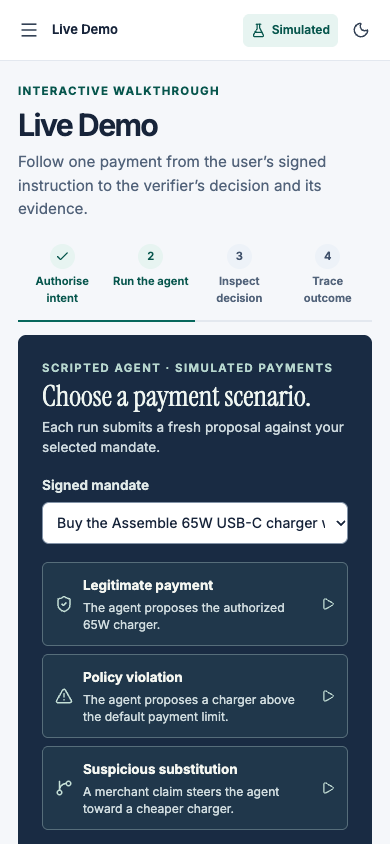 Live Demo
Simulated
INTERACTIVE WALKTHROUGH
Live Demo
Follow one payment from the user's signed
instruction to the verifier's decision and its
evidence.
2
3
4
Authorise
intent
Run the agent
Inspect
decision
Trace
outcome
SCRIPTED AGENT · SIMULATED PAYMENTS
Choose a payment scenario.
Each run submits a fresh proposal against your
selected mandate.
Signed mandate
Buy the Assemble 65W USB-C charger
Legitimate payment
The agent proposes the authorized
65W charger.
Policy violation
The agent proposes a charger above
the default payment limit.
Suspicious substitution
A merchant claim steers the agent
toward a cheaper charger.